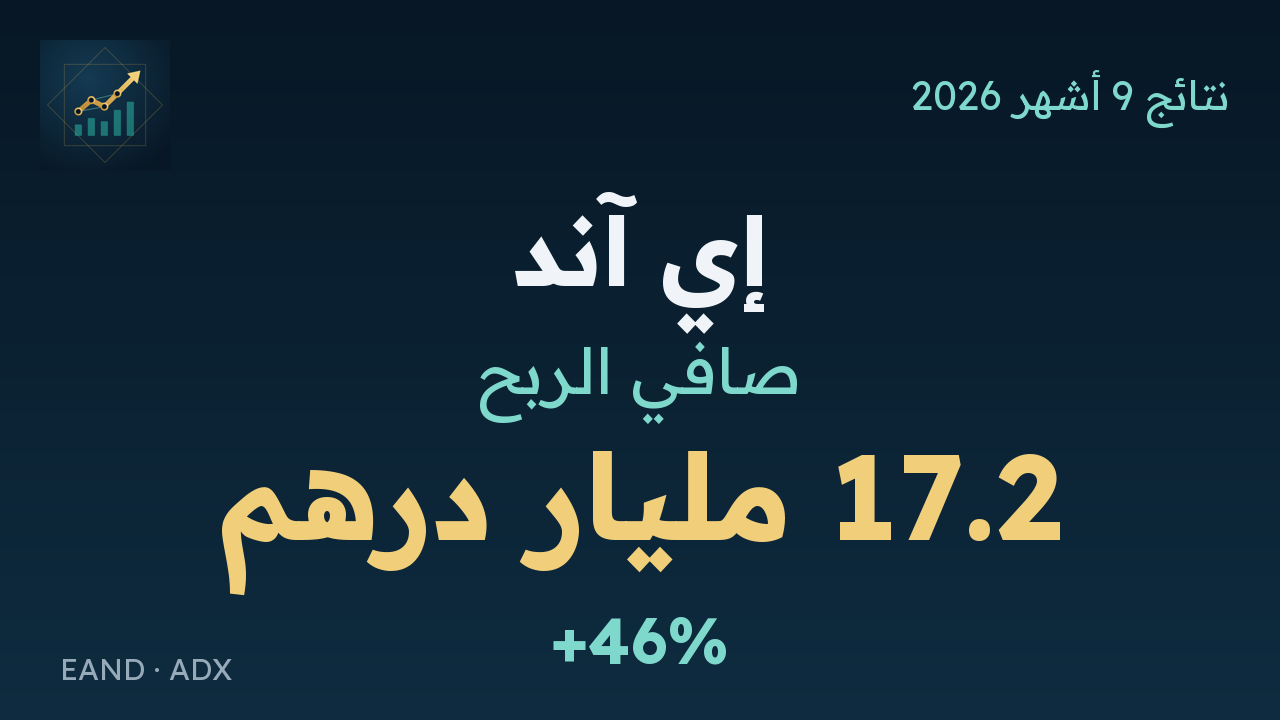 نتائج 9 أشهر 2026
إي آند
صافي الربح
17.2 مليار درهم
+46%
EAND · ADX